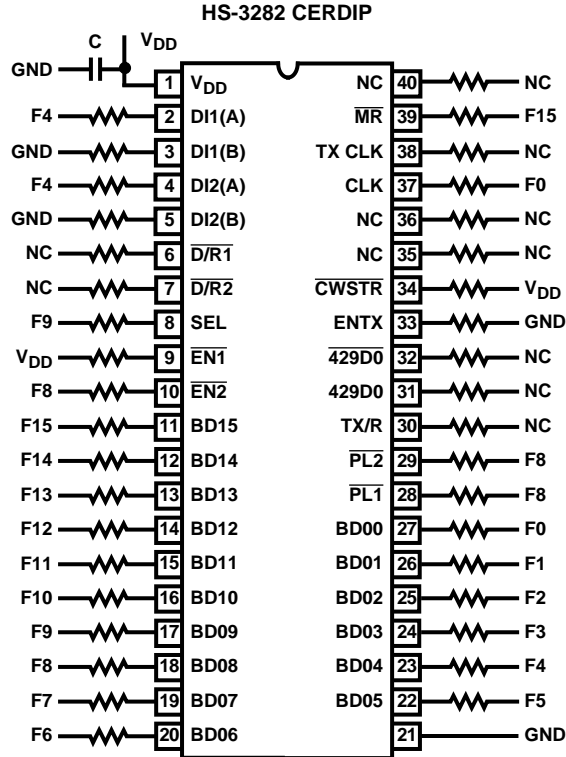 HS-3282 CERDIP
C VDD
GND
1 VDD NC 40 NC
F4 2 DI1(A) MR 39 F15
GND 3 DI1(B) TX CLK 38 NC
F4 4 DI2(A) CLK 37 F0
GND 5 DI2(B) NC 36 NC
NC 6 D/R1 NC 35 NC
NC 7 D/R2 CWSTR 34 VDD
F9 8 SEL ENTX 33 GND
VDD 9 EN1 429D0 32 NC
F8 10 EN2 429D0 31 NC
F15 11 BD15 TX/R 30 NC
F14 12 BD14 PL2 29 F8
F13 13 BD13 PL1 28 F8
F12 14 BD12 BD00 27 F0
F11 15 BD11 BD01 26 F1
F10 16 BD10 BD02 25 F2
F9 17 BD09 BD03 24 F3
F8 18 BD08 BD04 23 F4
F7 19 BD07 BD05 22 F5
F6 20 BD06 21 GND